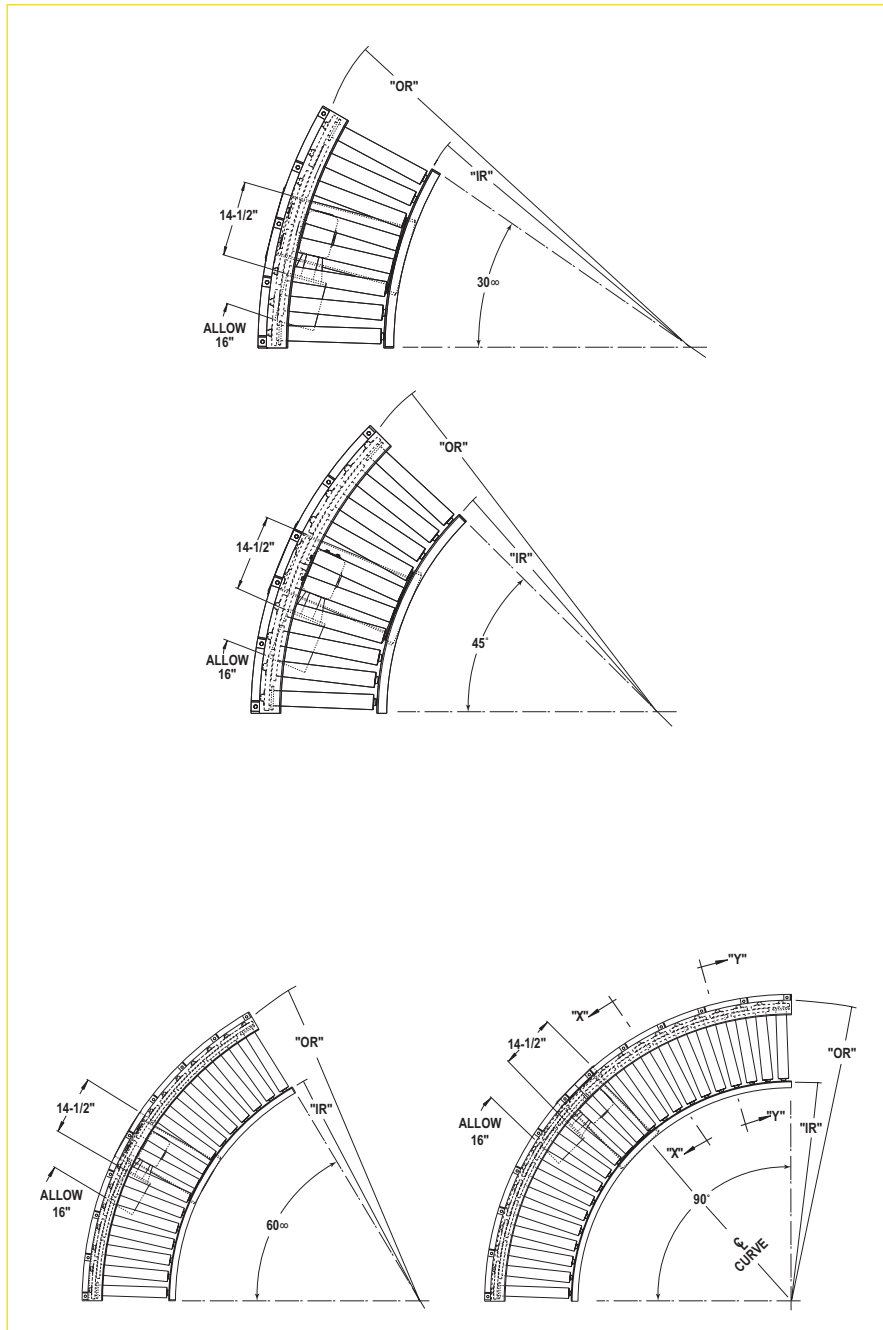 "OR"
"IR"
14-1/2"
30∞
ALLOW
16"
"OR"
14-1/2"
"IR"
45°
ALLOW
16"
"OR"
14-1/2"
"IR"
ALLOW
16"
60∞
"Y"
"X"
14-1/2"
"OR"
ALLOW
16"
"Y"
"IR"
"X"
90°
℄
CURVE